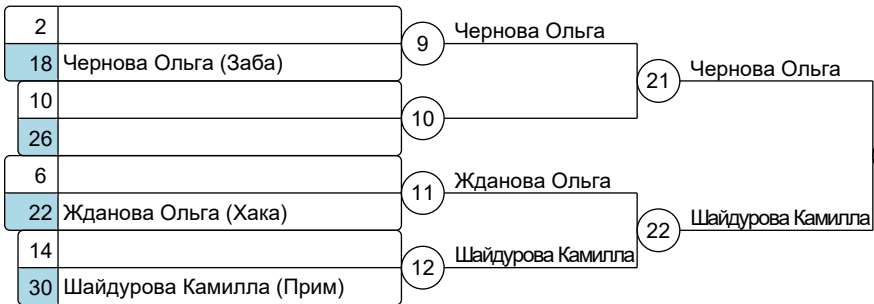 2
9
Чернова Ольга
18 Чернова Ольга (Заба)
21
Чернова Ольга
10
10
26
6
11
Жданова Ольга
22 Жданова Ольга (Хака)
22
Шайдурова Камилла
14
12
Шайдурова Камилла
30 Шайдурова Камилла (Прим)